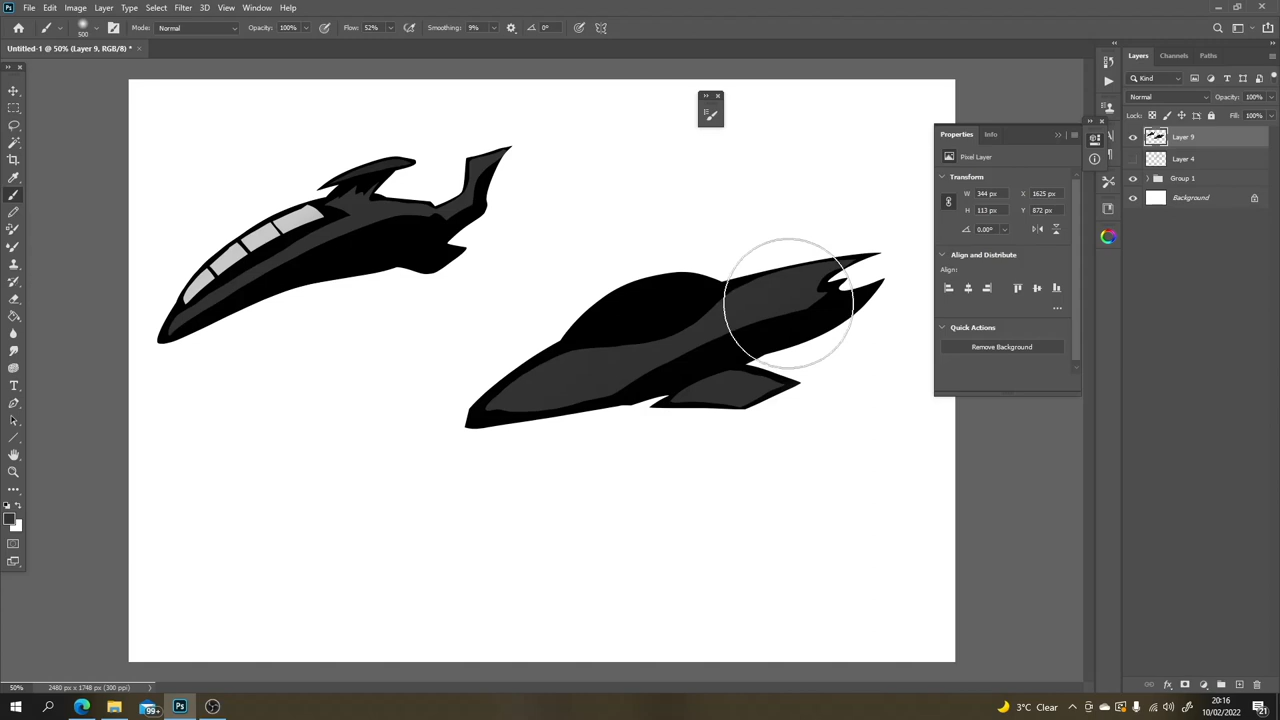 Ps File Edit Image Layer Type Select Filter 3D View Window Help
500 Mode: Normal Opacity: 100% Flow: 52% Smoothing: 9% 0°
Untitled-1 @ 50% (Layer 9, RGB/8) * ×
Layers Channels Paths
Kind
Normal Opacity: 100%
Lock: Fill: 100%
Layer 9
Layer 4
Group 1
Background
Properties Info
Pixel Layer
Transform
W 344 px X 1625 px
H 113 px Y 872 px
0.00°
Align and Distribute
Align:
Quick Actions
Remove Background
T
50% 2480 px x 1748 px (300 ppi)
99+ Ps 3°C Clear 20:16
10/02/2022